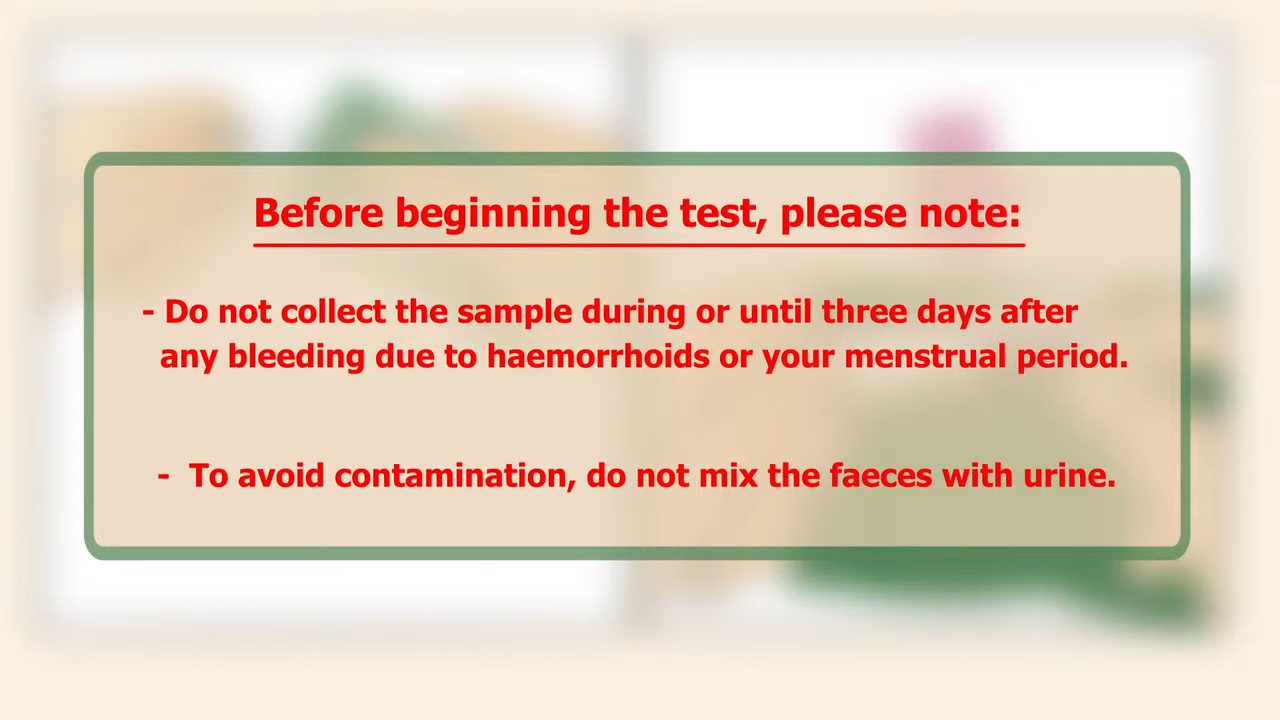 Before beginning the test, please note:
- Do not collect the sample during or until three days after
any bleeding due to haemorrhoids or your menstrual period.
- To avoid contamination, do not mix the faeces with urine.